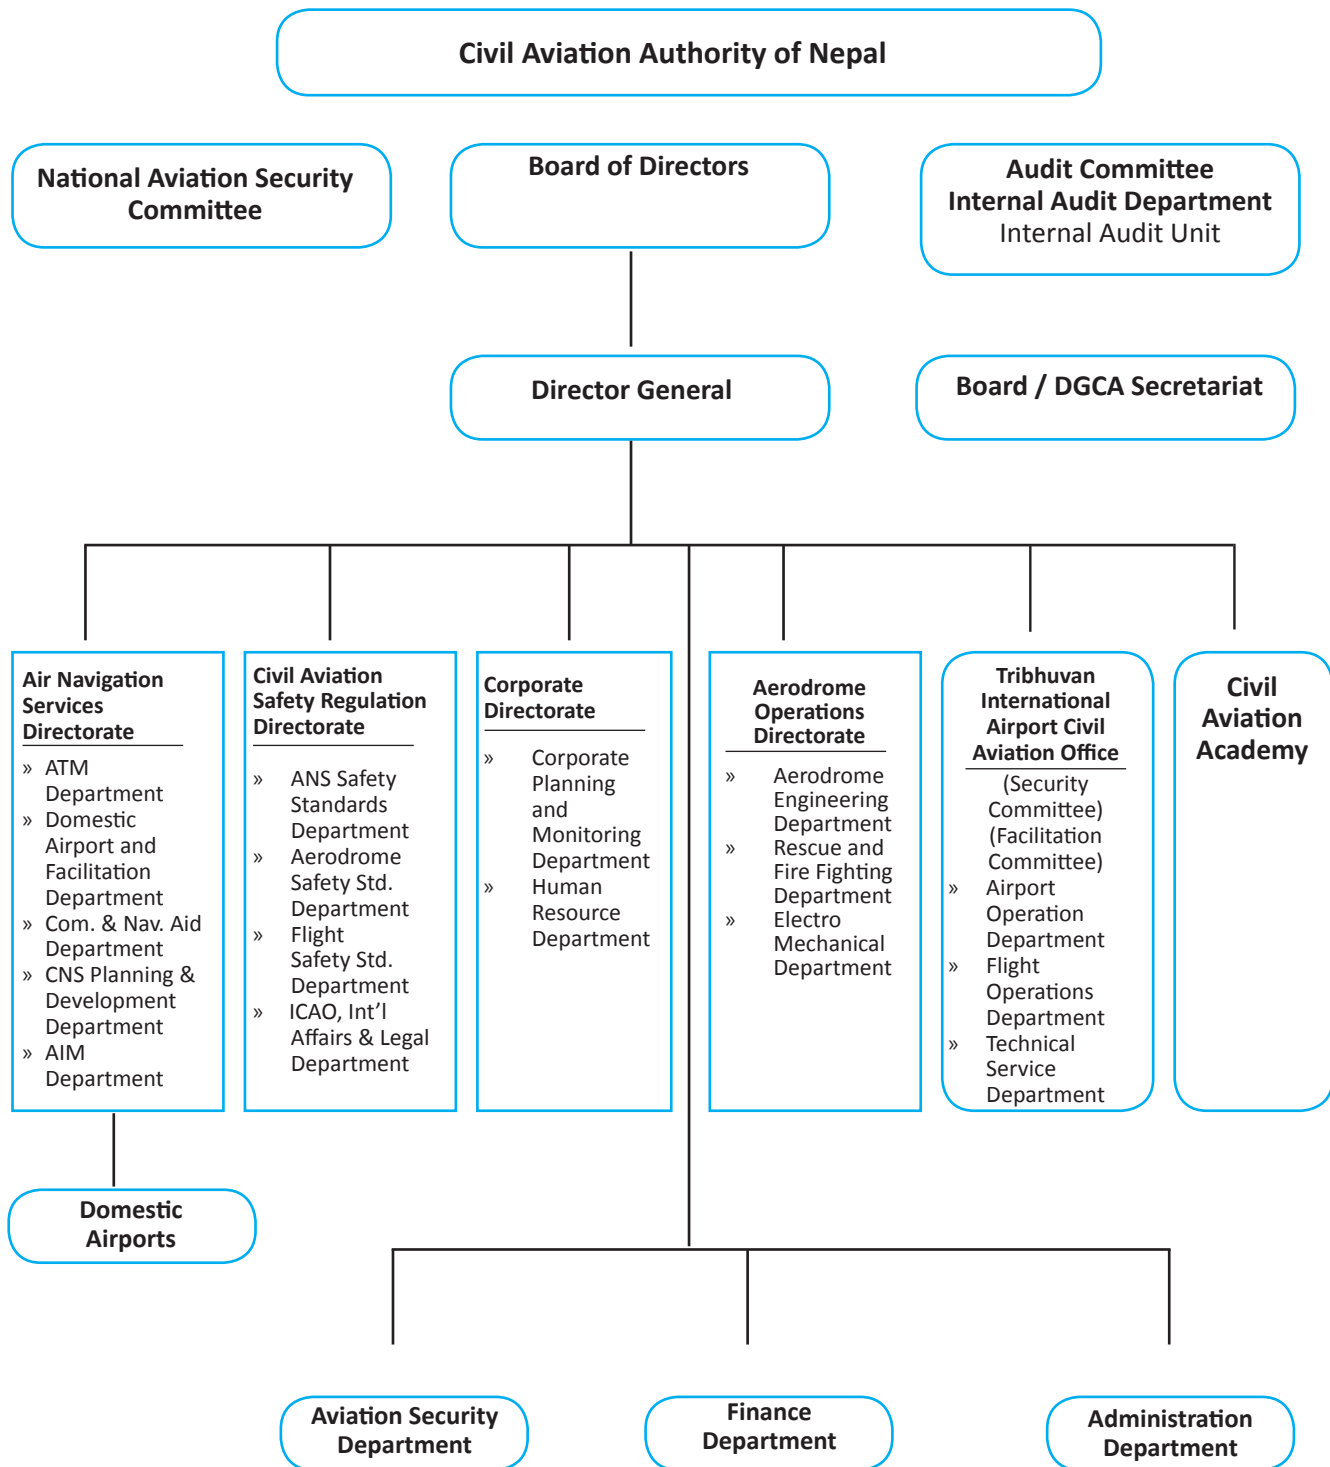 Civil Aviation Authority of Nepal
National Aviation Security
Committee
Board of Directors
Audit Committee
Internal Audit Department
Internal Audit Unit
Director General
Board / DGCA Secretariat
Air Navigation
Services
Directorate
» ATM
Department
» Domestic
Airport and
Facilitation
Department
» Com. & Nav. Aid
Department
» CNS Planning &
Development
Department
» AIM
Department
Civil Aviation
Safety Regulation
Directorate
» ANS Safety
Standards
Department
» Aerodrome
Safety Std.
Department
» Flight
Safety Std.
Department
» ICAO, Int’l
Affairs & Legal
Department
Corporate
Directorate
» Corporate
Planning
and
Monitoring
Department
» Human
Resource
Department
Aerodrome
Operations
Directorate
» Aerodrome
Engineering
Department
» Rescue and
Fire Fighting
Department
» Electro
Mechanical
Department
Tribhuvan
International
Airport Civil
Aviation Office
(Security
Committee)
(Facilitation
Committee)
» Airport
Operation
Department
» Flight
Operations
Department
» Technical
Service
Department
Civil
Aviation
Academy
Domestic
Airports
Aviation Security
Department
Finance
Department
Administration
Department